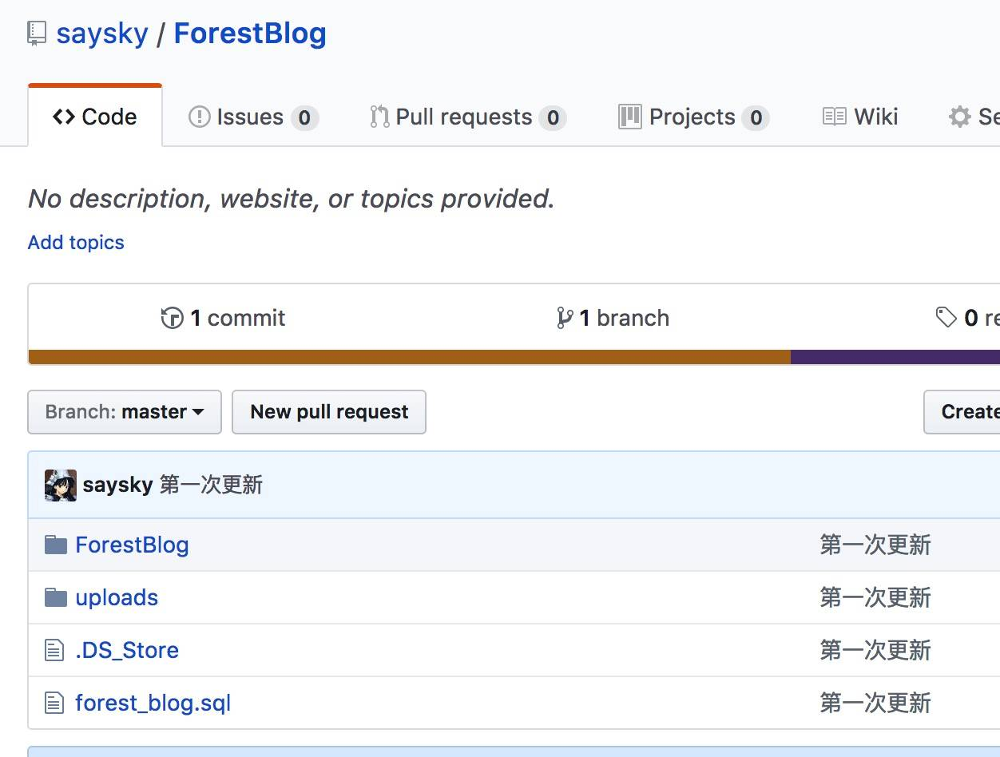 saysky / ForestBlog
Code Issues 0 Pull requests 0 Projects 0 Wiki
No description, website, or topics provided.
Add topics
1 commit 1 branch 0
Branch: master New pull request Create
saysky 第一次更新
ForestBlog 第一次更新
uploads 第一次更新
.DS_Store 第一次更新
forest_blog.sql 第一次更新